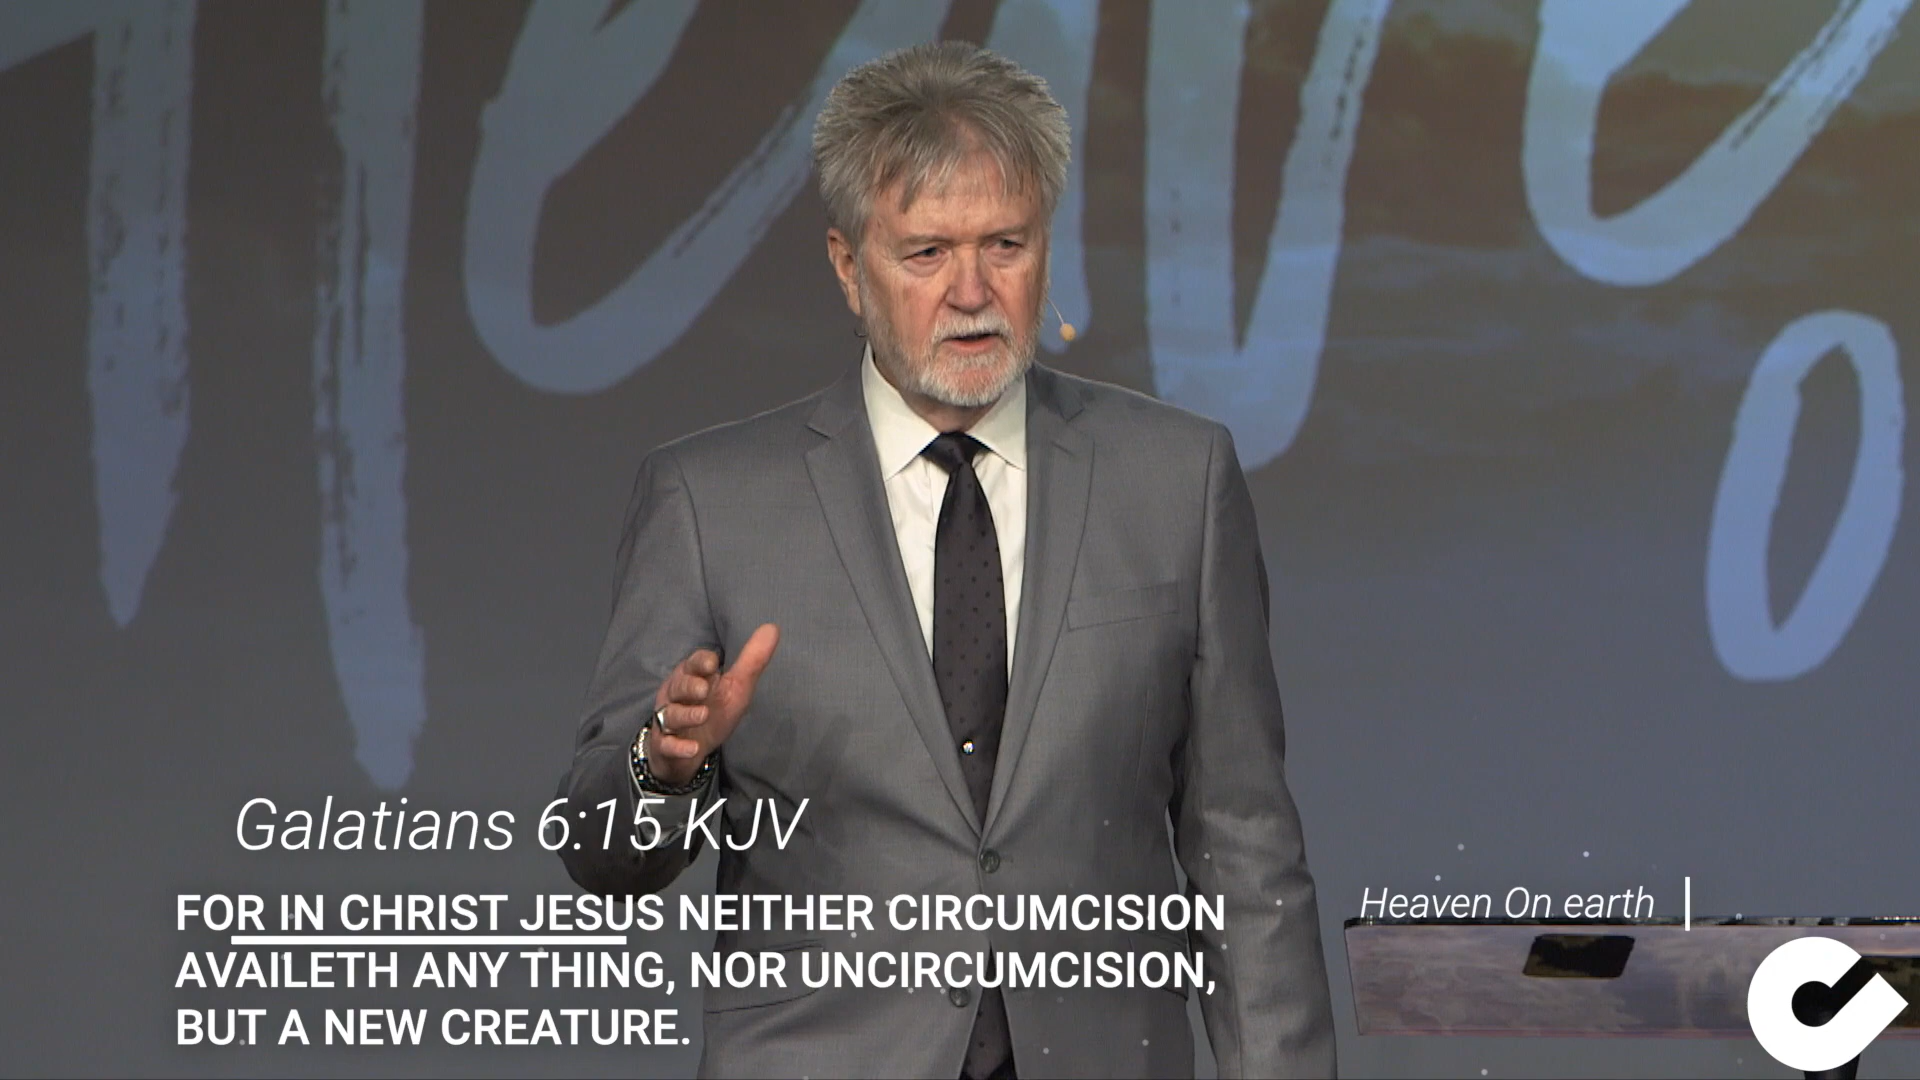 Heaven
o
Galatians 6:15 KJV
FOR IN CHRIST JESUS NEITHER CIRCUMCISION
AVAILETH ANY THING, NOR UNCIRCUMCISION,
BUT A NEW CREATURE.
Heaven On earth